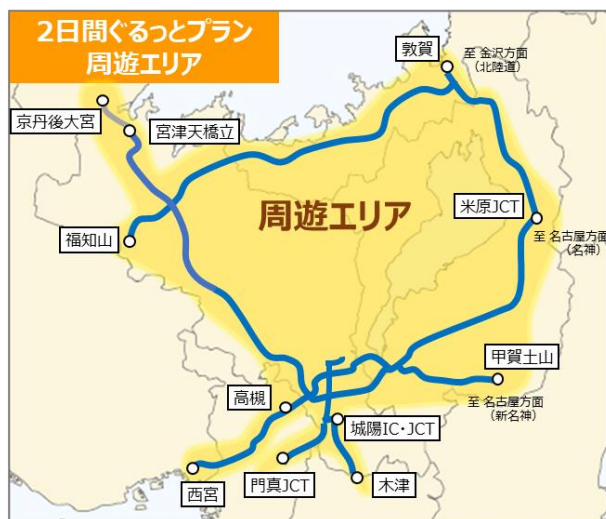 2日間ぐるっとプラン
周遊エリア
敦賀
至 金沢方面
(北陸道)
京丹後大宮
宮津天橋立
周遊エリア
米原JCT
福知山
至 名古屋方面
(名神)
甲賀土山
高槻
至 名古屋方面
(新名神)
城陽IC・JCT
西宮
門真JCT
木津